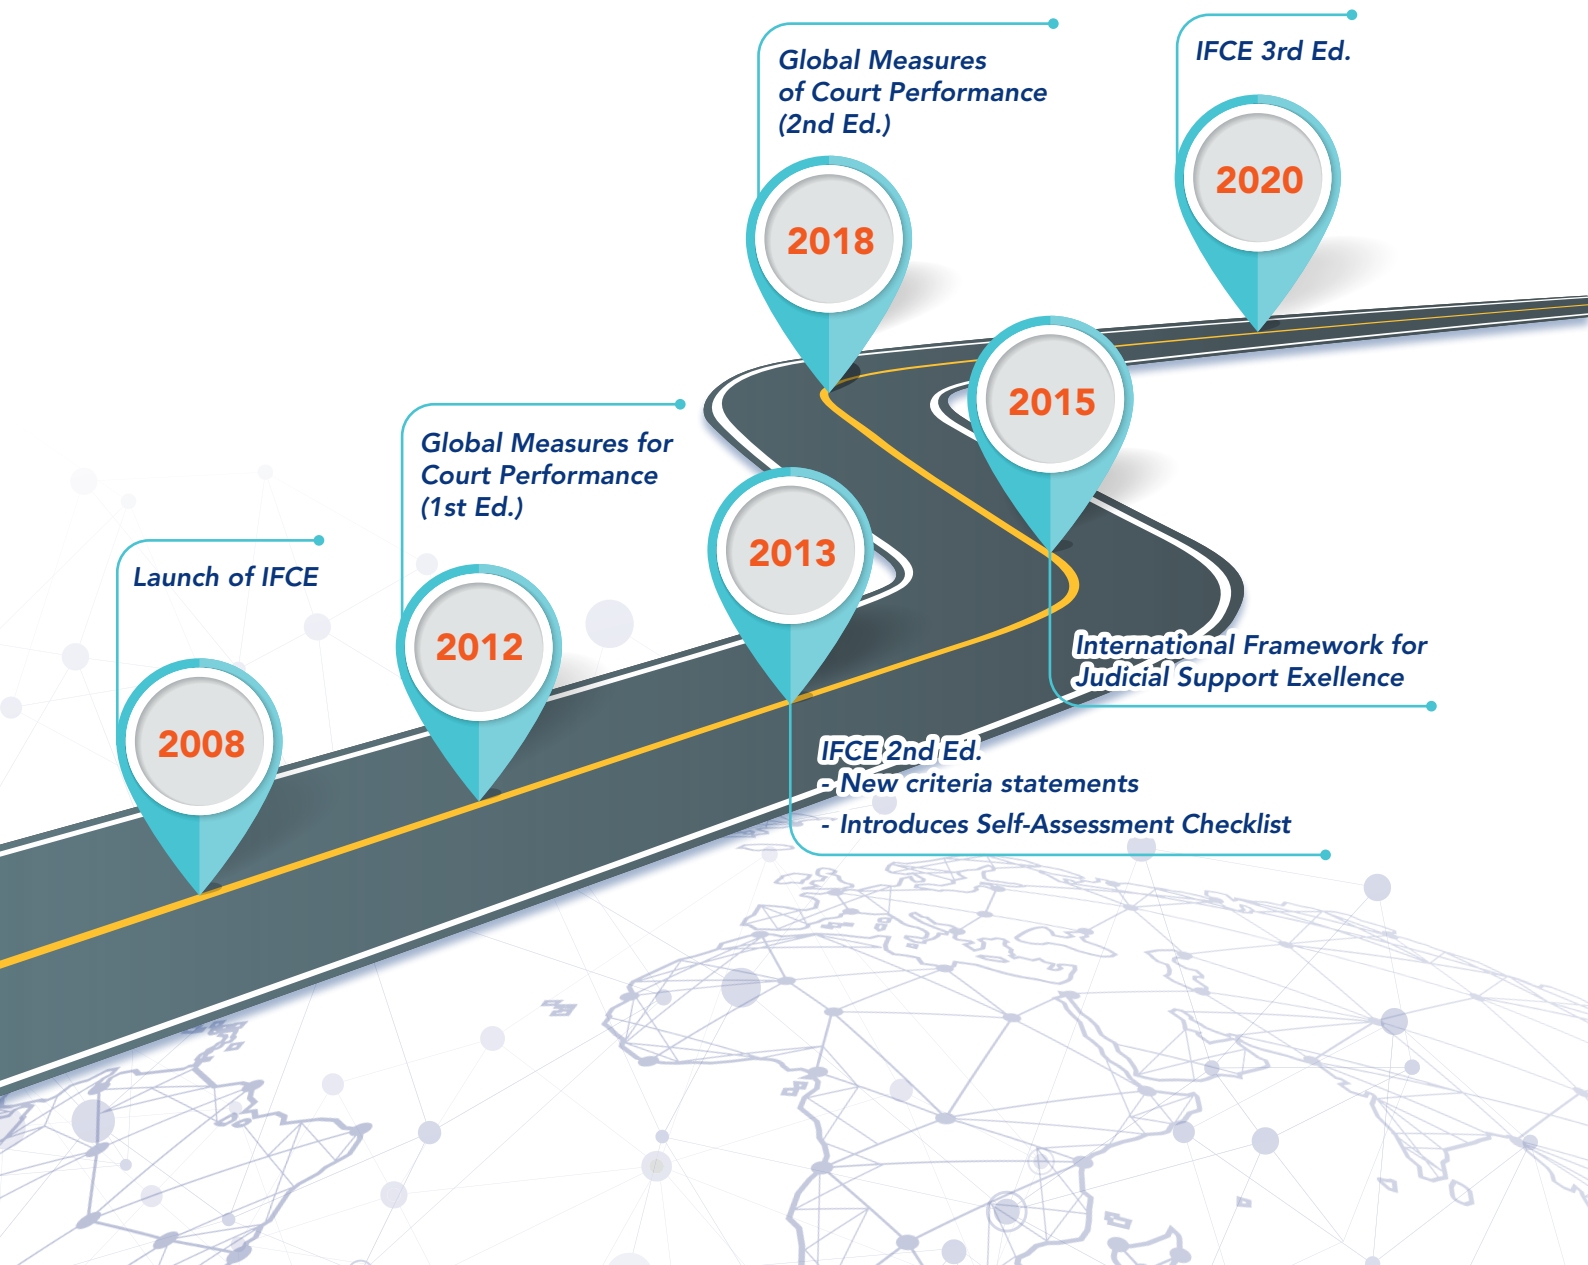 Global Measures
of Court Performance
(2nd Ed.)
2018
IFCE 3rd Ed.
2020
2015
International Framework for
Judicial Support Exellence
Global Measures for
Court Performance
(1st Ed.)
2012
2013
IFCE 2nd Ed.
- New criteria statements
- Introduces Self-Assessment Checklist
Launch of IFCE
2008